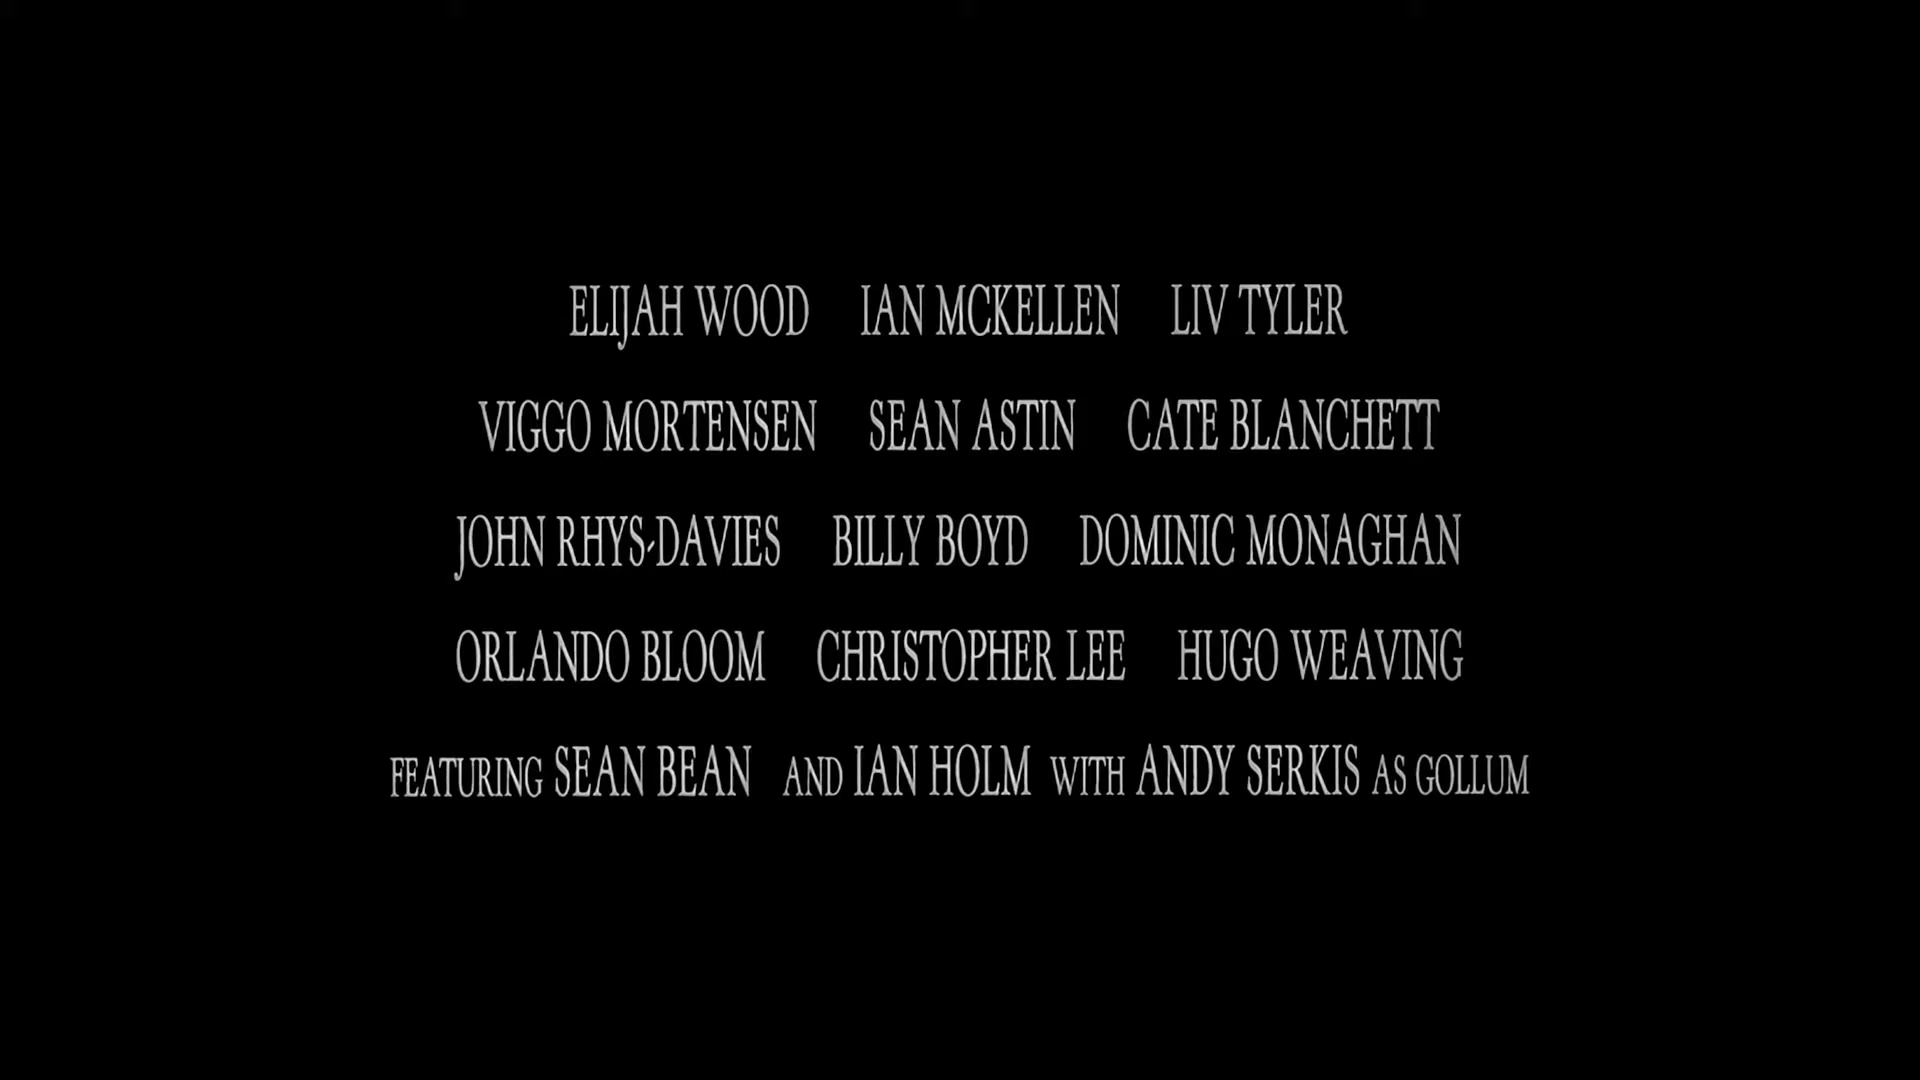 ELIJAH WOOD IAN MCKELLEN LIV TYLER
VIGGO MORTENSEN SEAN ASTIN CATE BLANCHETT
JOHN RHYS-DAVIES BILLY BOYD DOMINIC MONAGHAN
ORLANDO BLOOM CHRISTOPHER LEE HUGO WEAVING
FEATURING SEAN BEAN AND IAN HOLM WITH ANDY SERKIS AS GOLLUM